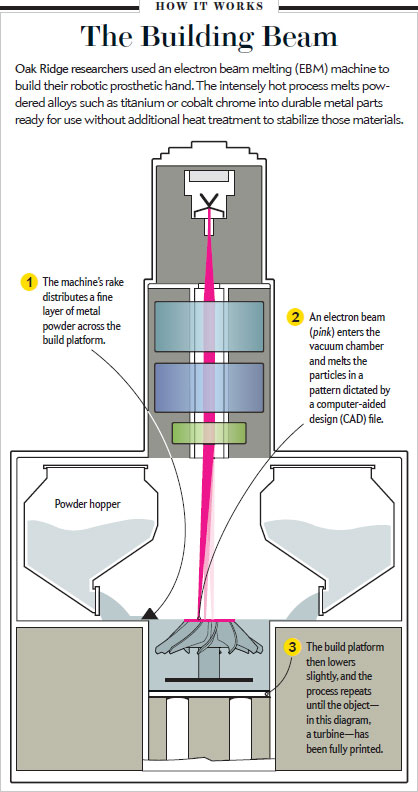 HOW IT WORKS
The Building Beam
Oak Ridge researchers used an electron beam melting (EBM) machine to
build their robotic prosthetic hand. The intensely hot process melts pow-
dered alloys such as titanium or cobalt chrome into durable metal parts
ready for use without additional heat treatment to stabilize those materials.
1 The machine's rake
distributes a fine
layer of metal
powder across the
build platform.
2 An electron beam
(pink) enters the
vacuum chamber
and melts the
particles in a
pattern dictated by
a computer-aided
design (CAD) file.
Powder hopper
3 The build platform
then lowers
slightly, and the
process repeats
until the object—
in this diagram,
a turbine—has
been fully printed.